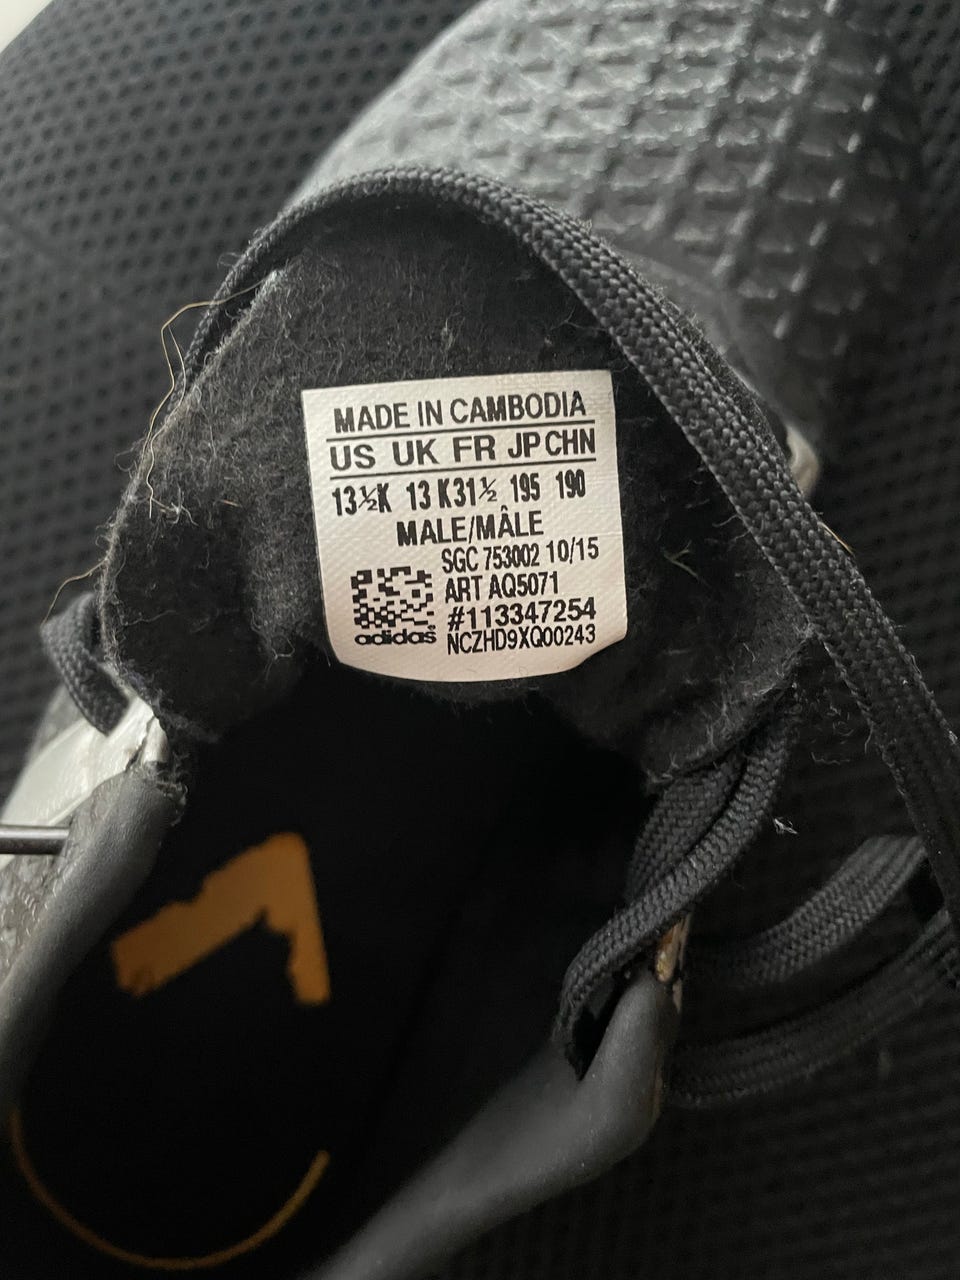 MADE IN CAMBODIA
US UK FR JP CHN
13½K 13 K 31½ 195 190
MALE/MÂLE
SGC 753002 10/15
ART AQ5071
#113347254
adidas NCZHD9XQ00243